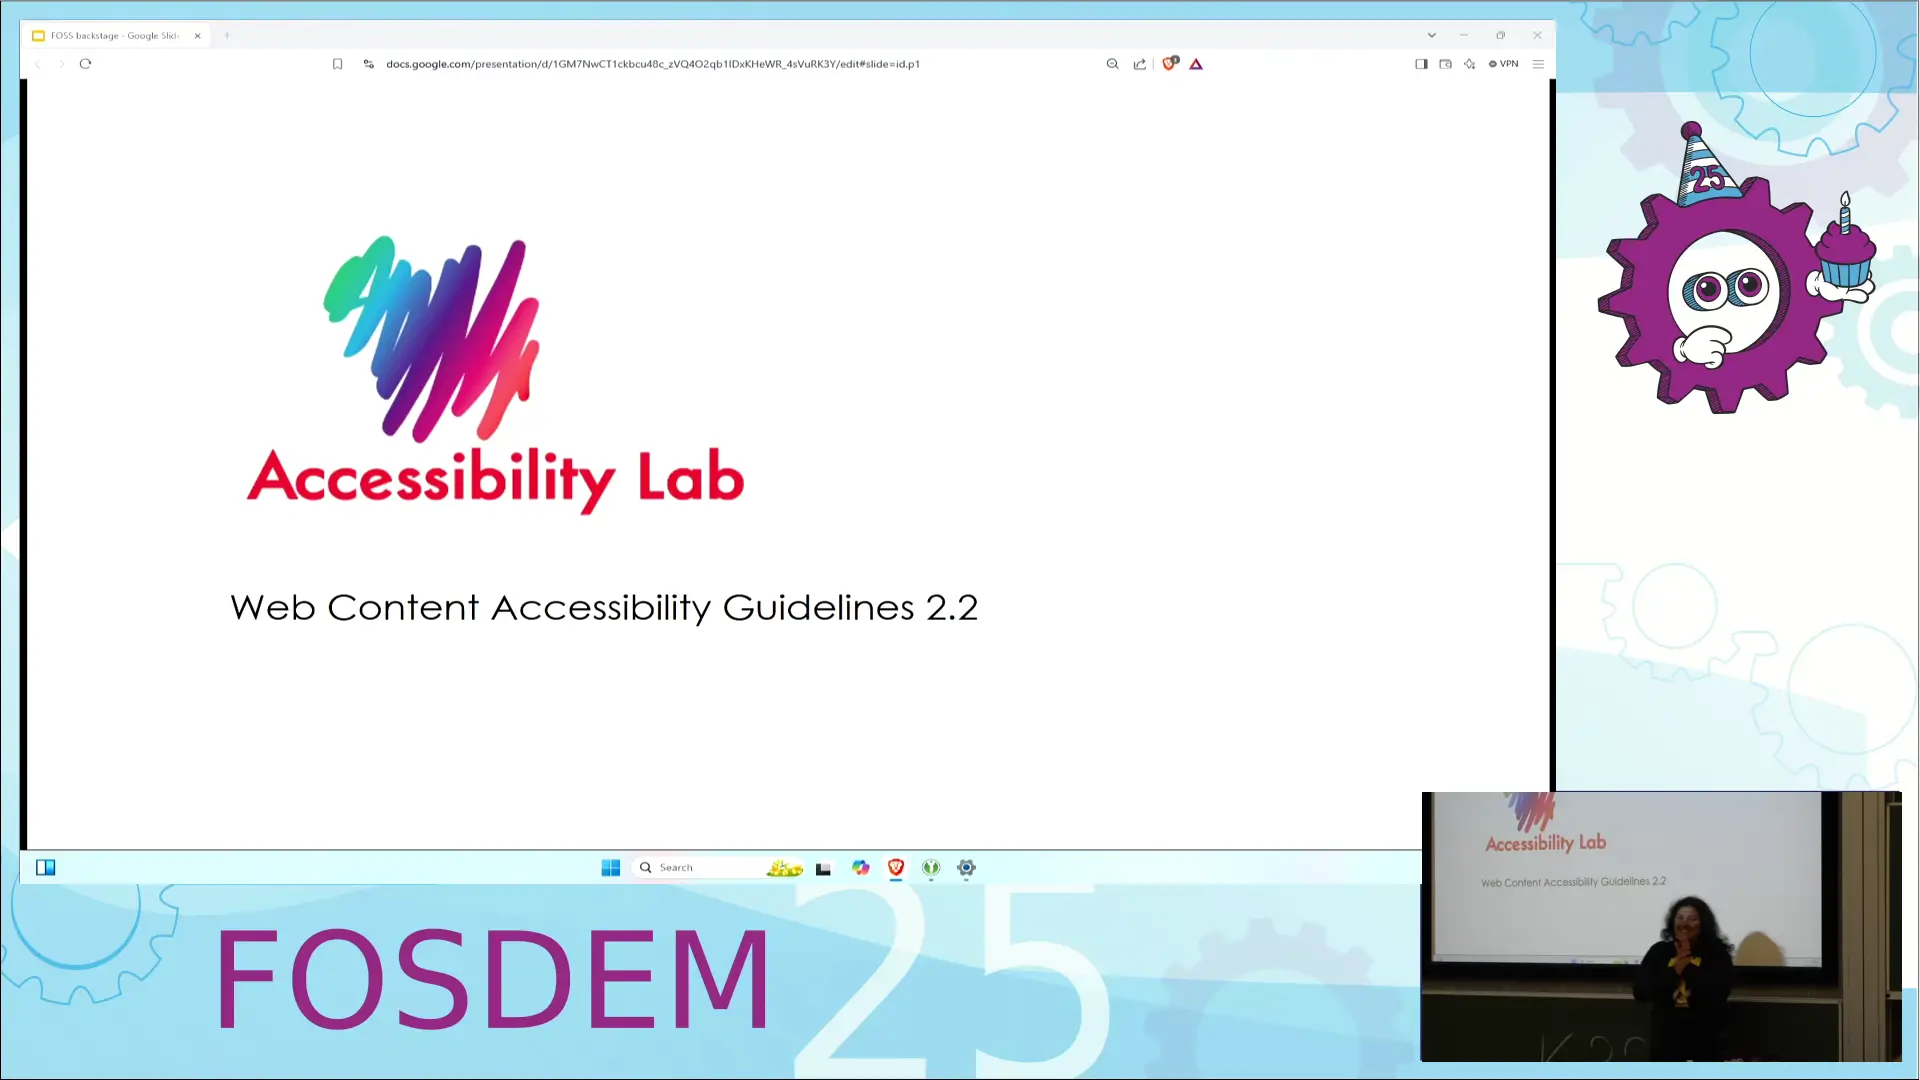 FOSS backstage - Google Slid
docs.google.com/presentation/d/1GM7NwCT1ckbcu48c_zVQ4O2qb1IDxKHeWR_4sVuRK3Y/edit#slide=id.p1
VPN
25
Accessibility Lab
Web Content Accessibility Guidelines 2.2
Search
Accessibility Lab
Web Content Accessibility Guidelines 2.2
FOSDEM
25